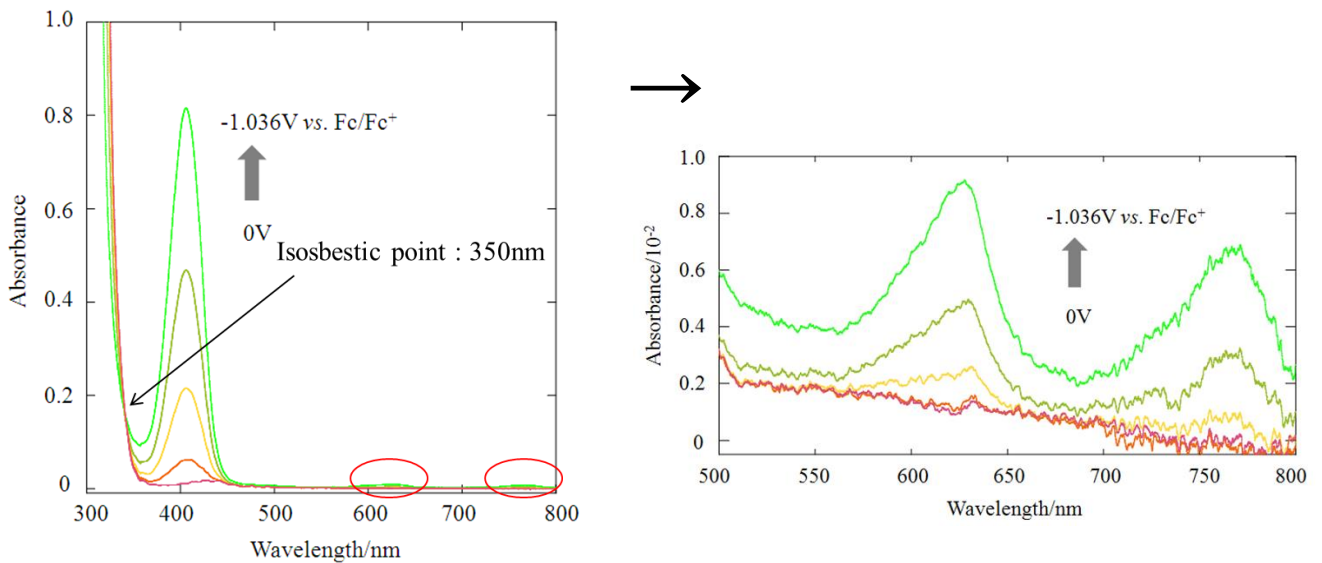 1.0
0.8
0.6
0.4
0.2
0
Absorbance
-1.036V vs. Fc/Fc⁺
0V
Isosbestic point : 350nm
300 400 500 600 700 800
Wavelength/nm
→
1.0
0.8
0.6
0.4
0.2
0
Absorbance/10⁻²
-1.036V vs. Fc/Fc⁺
0V
500 550 600 650 700 750 800
Wavelength/nm